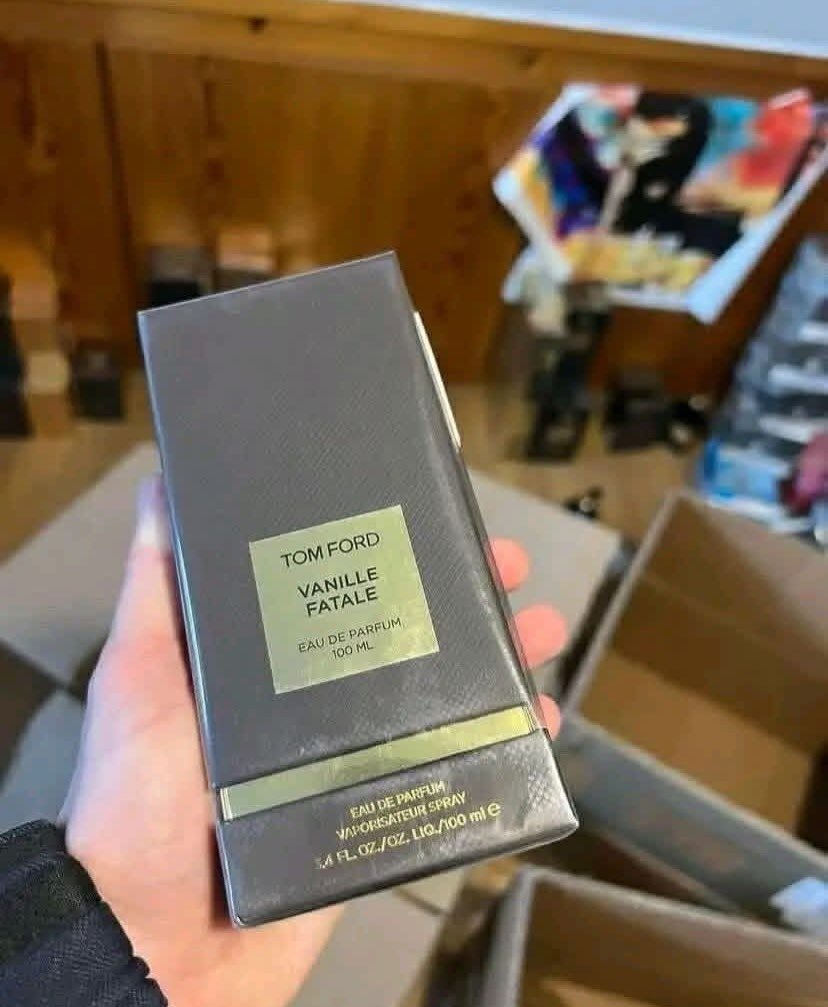 TOM FORD
VANILLE
FATALE
EAU DE PARFUM
100 ML
EAU DE PARFUM
VAPORISATEUR SPRAY
3.4 FL. OZ./OZ. LIQ./100 ml e